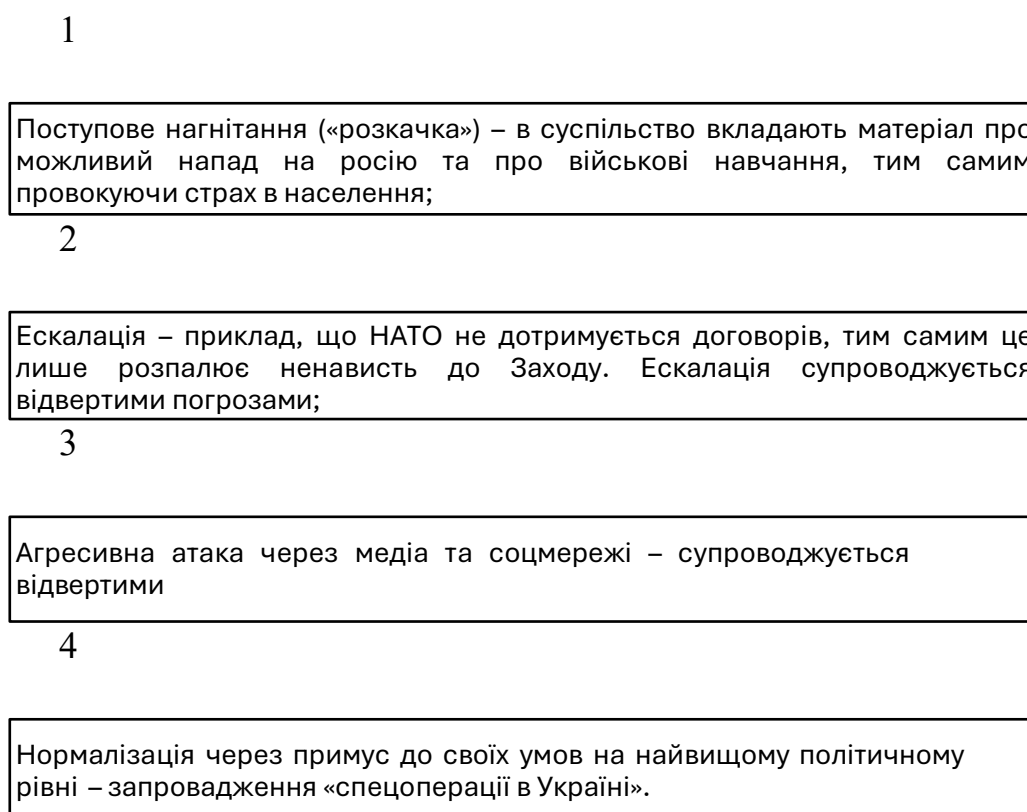 1
Поступове нагнітання («розкачка») – в суспільство вкладають матеріал про
можливий напад на росію та про військові навчання, тим самим
провокуючи страх в населення;
2
Ескалація – приклад, що НАТО не дотримується договорів, тим самим це
лише розпалює ненависть до Заходу. Ескалація супроводжується
відвертими погрозами;
3
Агресивна атака через медіа та соцмережі – супроводжується
відвертими
4
Нормалізація через примус до своїх умов на найвищому політичному
рівні – запровадження «спецоперації в Україні».